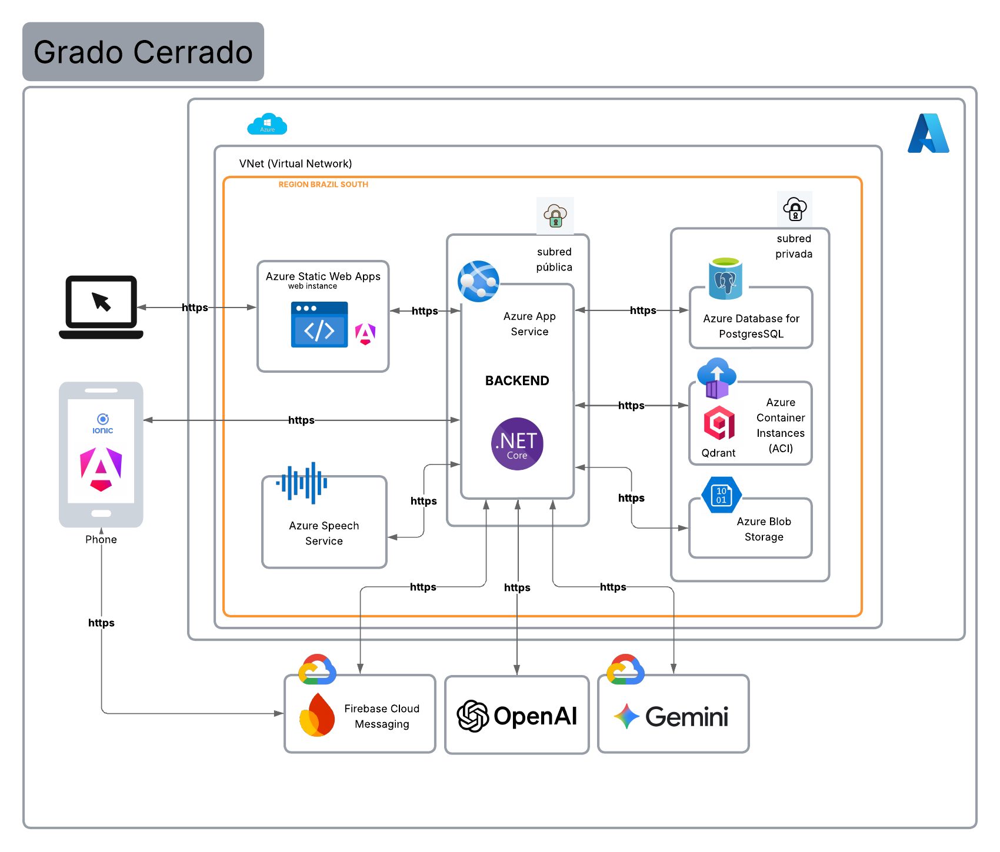 Grado Cerrado
Azure
VNet (Virtual Network)
REGION BRAZIL SOUTH
subred
pública
subred
privada
Azure Static Web Apps
web instance
https
https
Azure App
Service
BACKEND
.NET
Core
https
Azure Database for
PostgresSQL
https
Azure
Container
Instances
(ACI)
Qdrant
IONIC
https
Phone
Azure Speech
Service
https
https
10
01
Azure Blob
Storage
https
https
https
https
Firebase Cloud
Messaging
OpenAI
Gemini